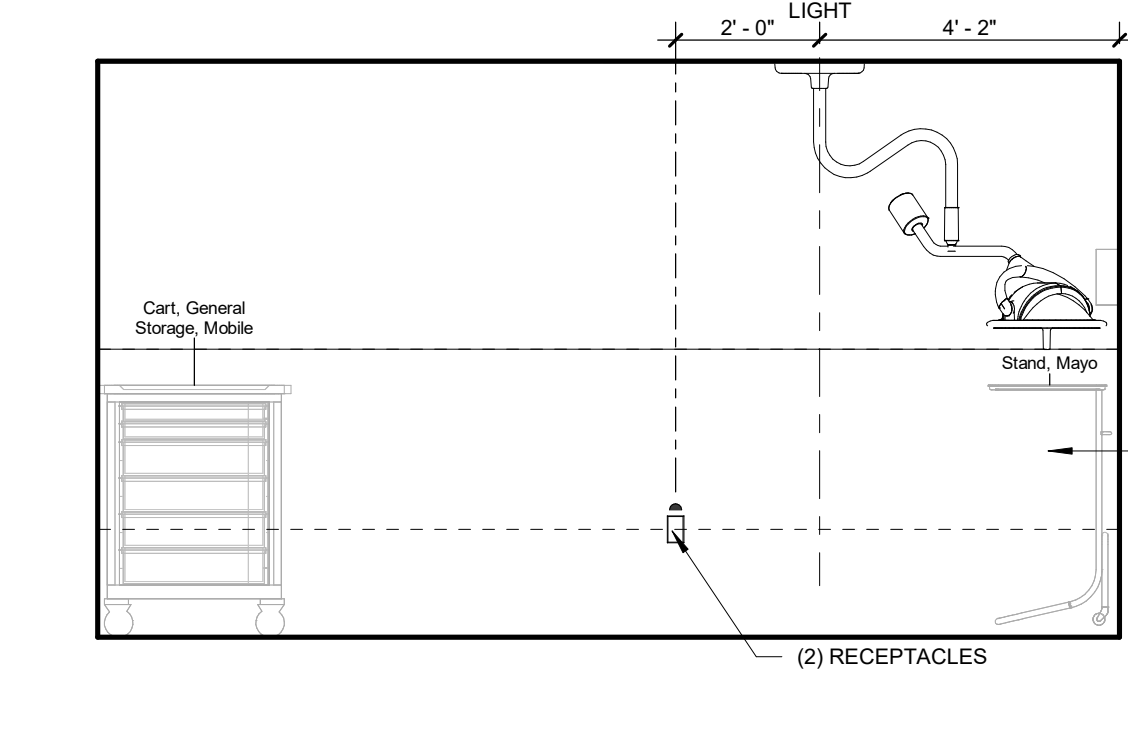 LIGHT
2' - 0"
4' - 2"
Cart, General
Storage, Mobile
Stand, Mayo
(2) RECEPTACLES